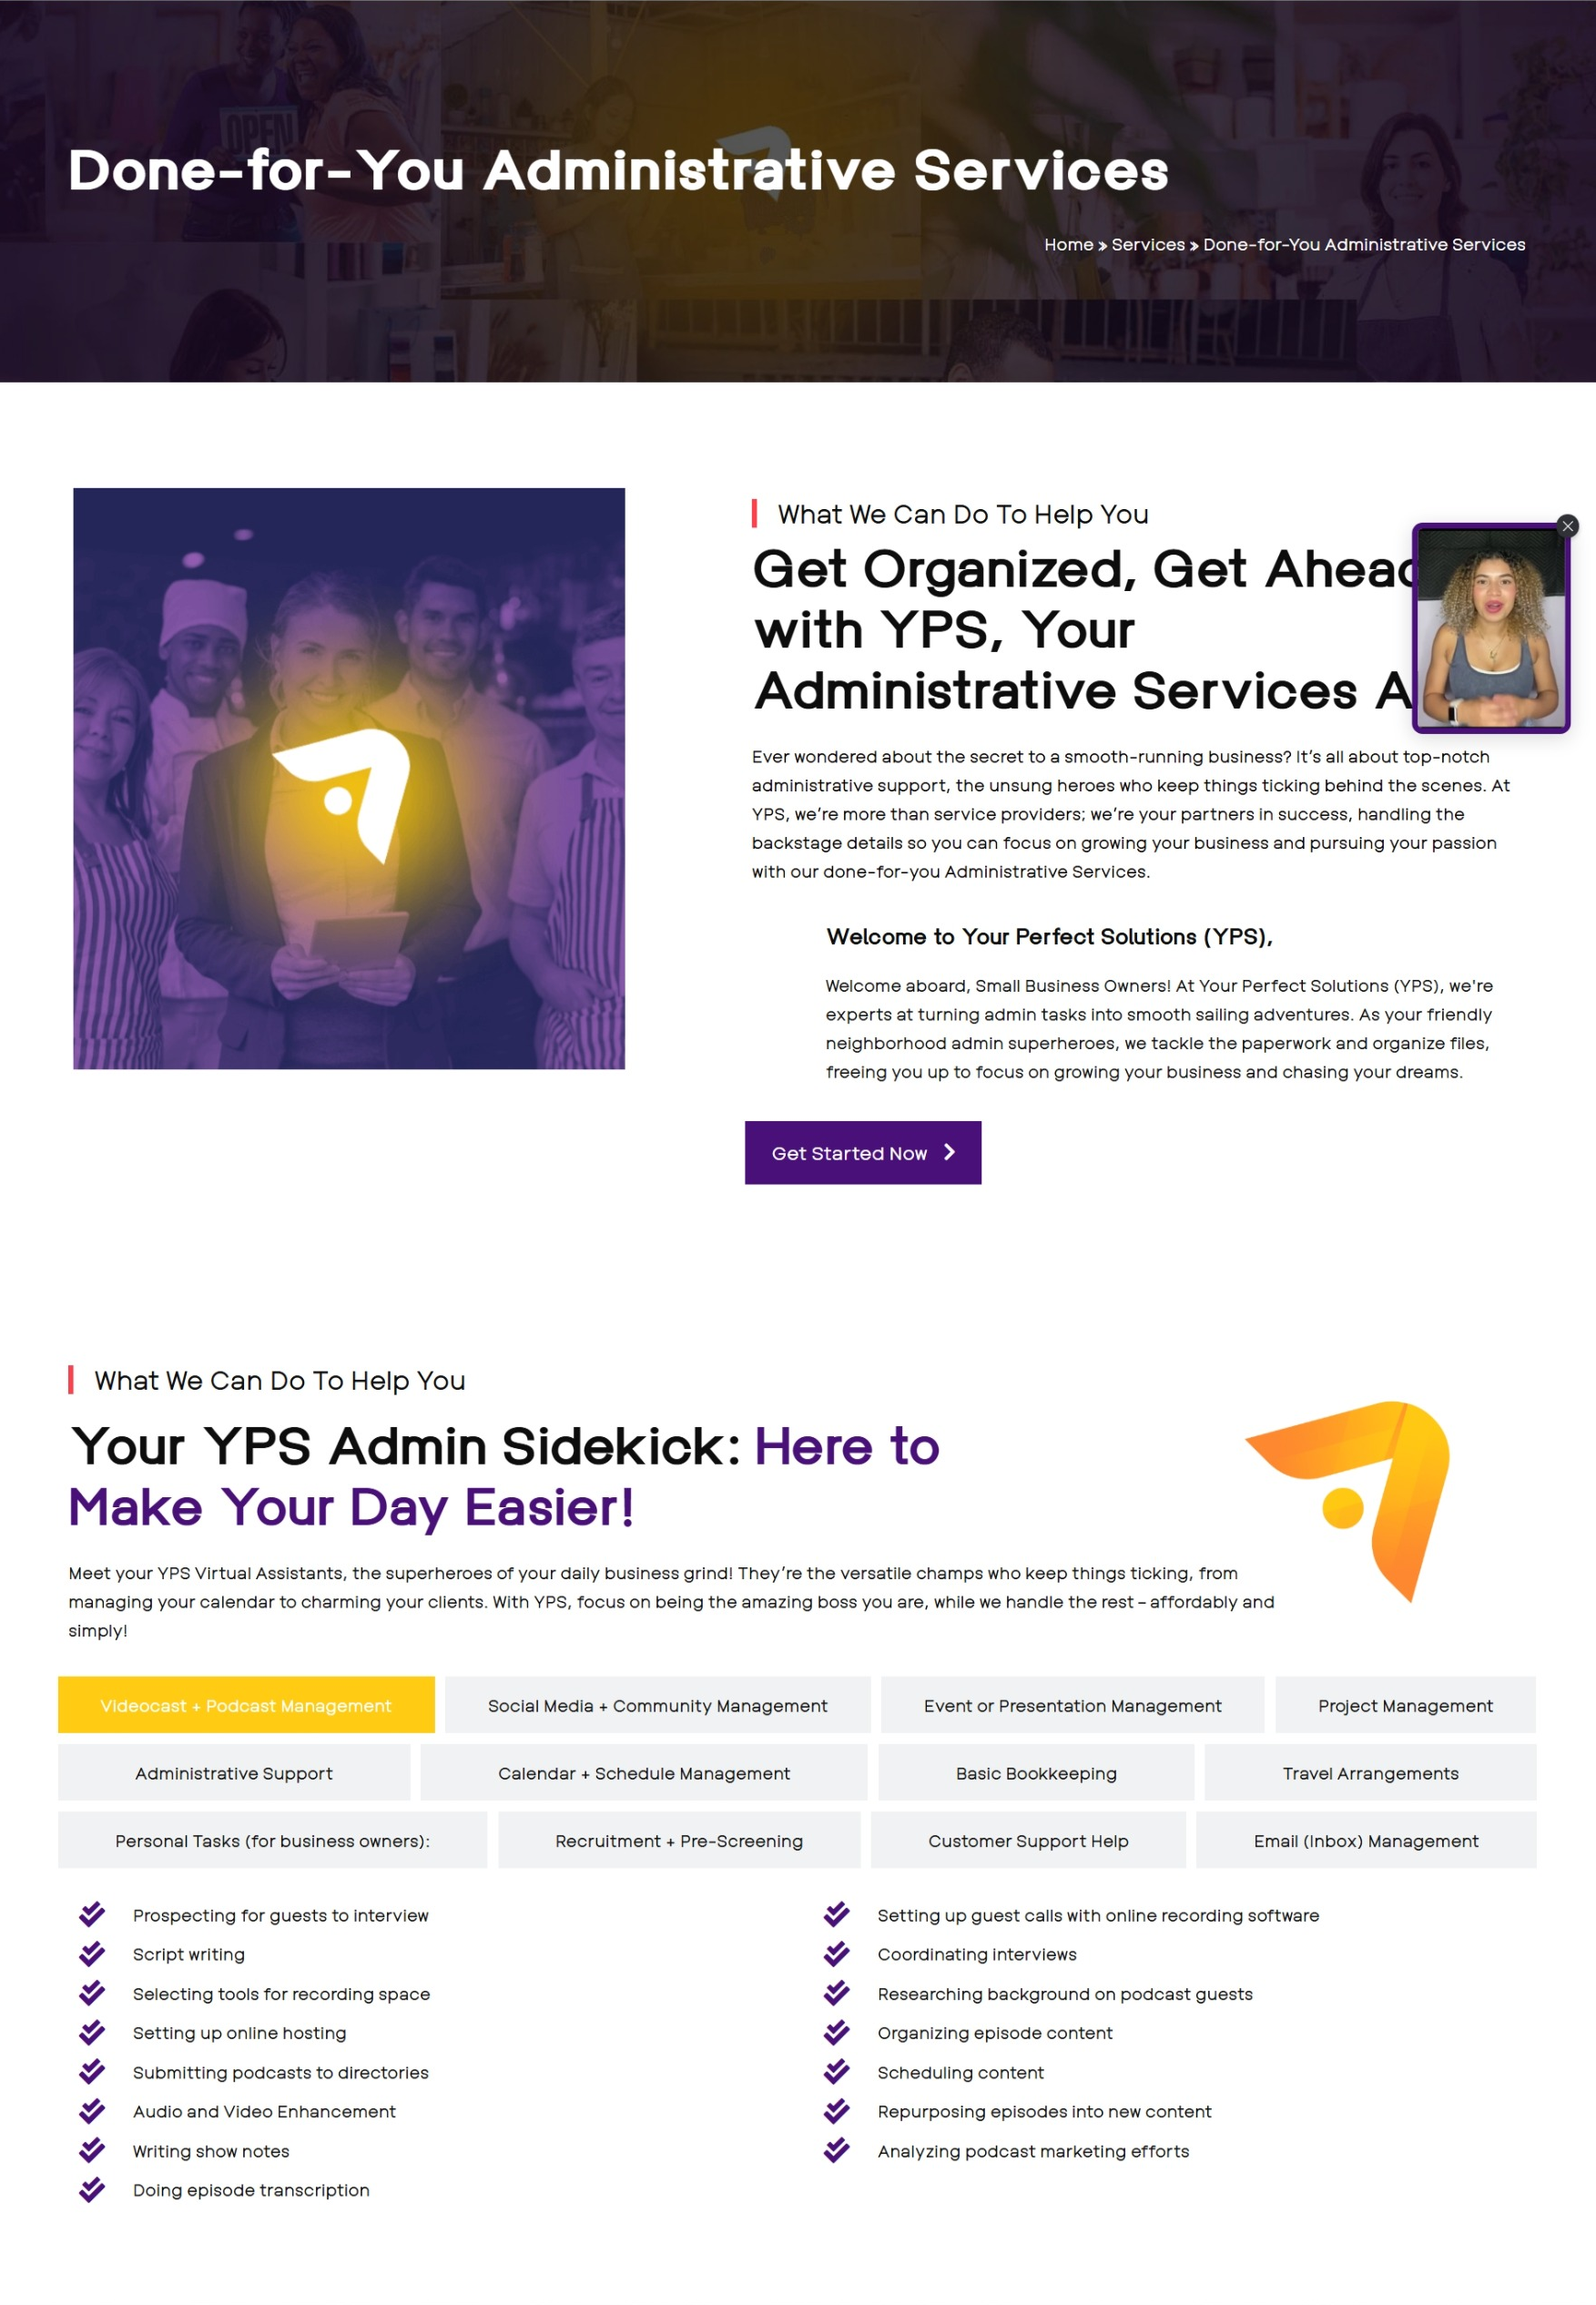 OPEN
Done-for-You Administrative Services
Home » Services » Done-for-You Administrative Services
What We Can Do To Help You
Get Organized, Get Ahead
with YPS, Your
Administrative Services A
Ever wondered about the secret to a smooth-running business? It’s all about top-notch
administrative support, the unsung heroes who keep things ticking behind the scenes. At
YPS, we’re more than service providers; we’re your partners in success, handling the
backstage details so you can focus on growing your business and pursuing your passion
with our done-for-you Administrative Services.
Welcome to Your Perfect Solutions (YPS),
Welcome aboard, Small Business Owners! At Your Perfect Solutions (YPS), we're
experts at turning admin tasks into smooth sailing adventures. As your friendly
neighborhood admin superheroes, we tackle the paperwork and organize files,
freeing you up to focus on growing your business and chasing your dreams.
Get Started Now
What We Can Do To Help You
Your YPS Admin Sidekick: Here to
Make Your Day Easier!
Meet your YPS Virtual Assistants, the superheroes of your daily business grind! They’re the versatile champs who keep things ticking, from
managing your calendar to charming your clients. With YPS, focus on being the amazing boss you are, while we handle the rest – affordably and
simply!
Videocast + Podcast Management
Social Media + Community Management
Event or Presentation Management
Project Management
Administrative Support
Calendar + Schedule Management
Basic Bookkeeping
Travel Arrangements
Personal Tasks (for business owners):
Recruitment + Pre-Screening
Customer Support Help
Email (Inbox) Management
Prospecting for guests to interview
Script writing
Selecting tools for recording space
Setting up online hosting
Submitting podcasts to directories
Audio and Video Enhancement
Writing show notes
Doing episode transcription
Setting up guest calls with online recording software
Coordinating interviews
Researching background on podcast guests
Organizing episode content
Scheduling content
Repurposing episodes into new content
Analyzing podcast marketing efforts